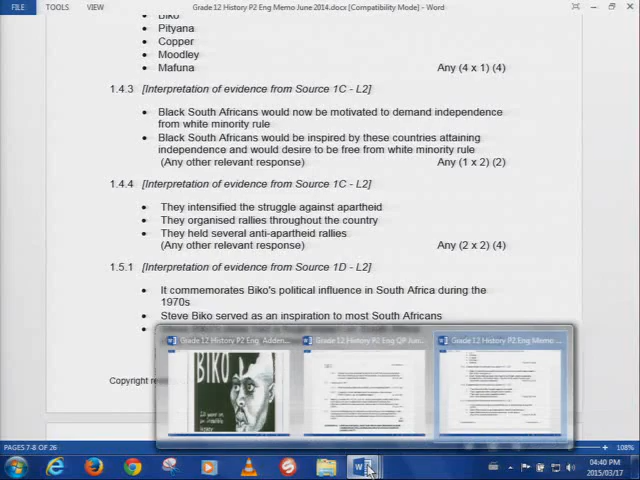 FILE TOOLS VIEW Grade 12 History P2 Eng Memo June 2014.docx [Compatibility Mode] - Word
• Biko
• Pityana
• Copper
• Moodley
• Mafuna Any (4 x 1) (4)
1.4.3 [Interpretation of evidence from Source 1C - L2]
• Black South Africans would now be motivated to demand independence
from white minority rule
• Black South Africans would be inspired by these countries attaining
independence and would desire to be free from white minority rule
(Any other relevant response) Any (1 x 2) (2)
1.4.4 [Interpretation of evidence from Source 1C - L2]
• They intensified the struggle against apartheid
• They organised rallies throughout the country
• They held several anti-apartheid rallies
(Any other relevant response) Any (2 x 2) (4)
1.5.1 [Interpretation of evidence from Source 1D - L2]
• It commemorates Biko's political influence in South Africa during the
1970s
• Steve Biko served as an inspiration to most South Africans
Grade 12 History P2 Eng. Adden... Grade 12 History P2 Eng QP Jun... Grade 12 History P2 Eng Memo ...
BIKO
Copyright
PAGES 7-8 OF 26 108%
04:40 PM
2015/03/17